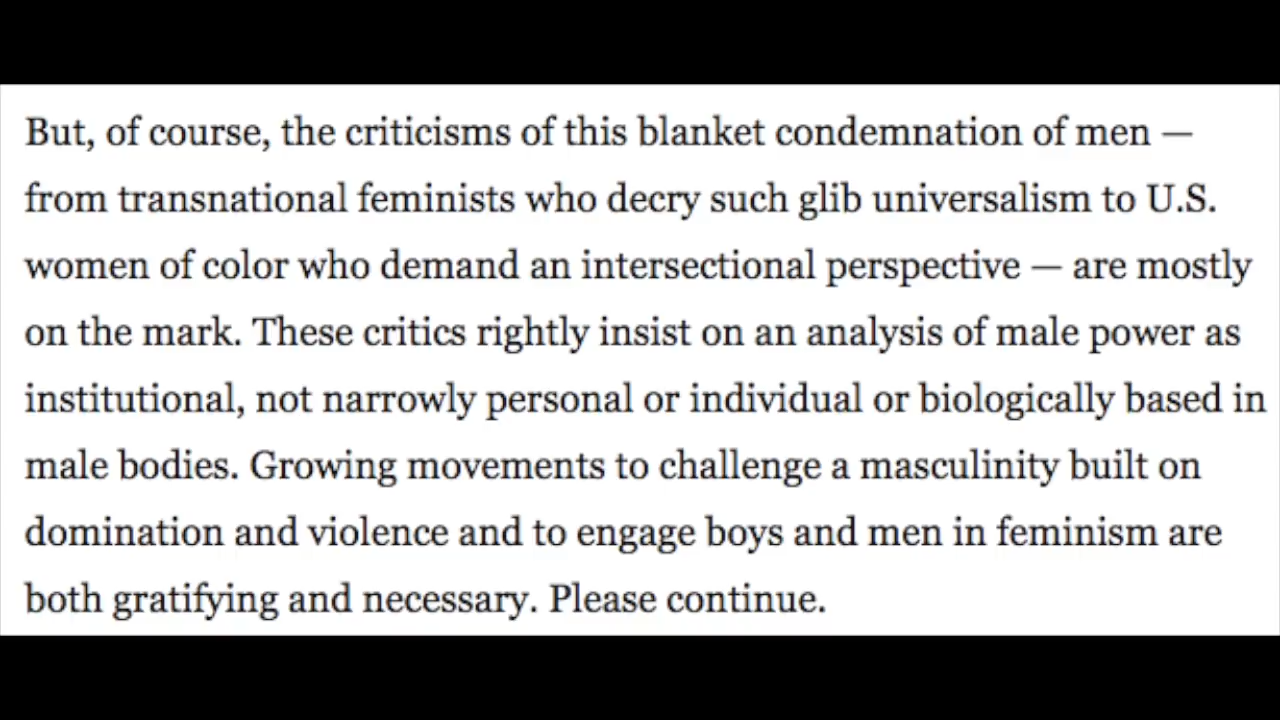 But, of course, the criticisms of this blanket condemnation of men —
from transnational feminists who decry such glib universalism to U.S.
women of color who demand an intersectional perspective — are mostly
on the mark. These critics rightly insist on an analysis of male power as
institutional, not narrowly personal or individual or biologically based in
male bodies. Growing movements to challenge a masculinity built on
domination and violence and to engage boys and men in feminism are
both gratifying and necessary. Please continue.